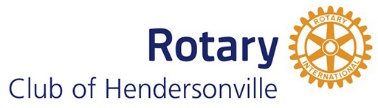 Rotary
Club of Hendersonville
ROTARY
INTERNATIONAL